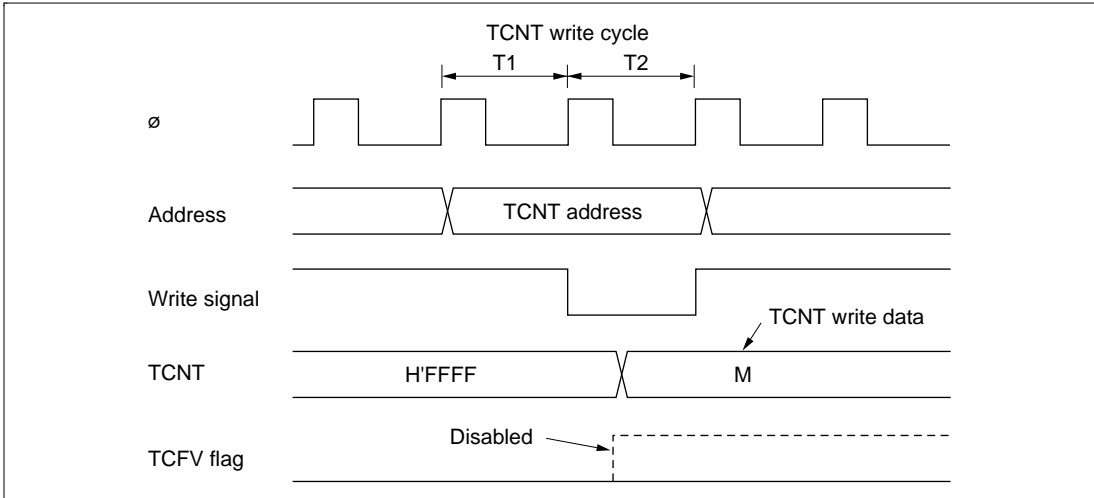 TCNT write cycle
T1 T2
ø
Address TCNT address
Write signal
TCNT write data
TCNT H'FFFF M
Disabled
TCFV flag